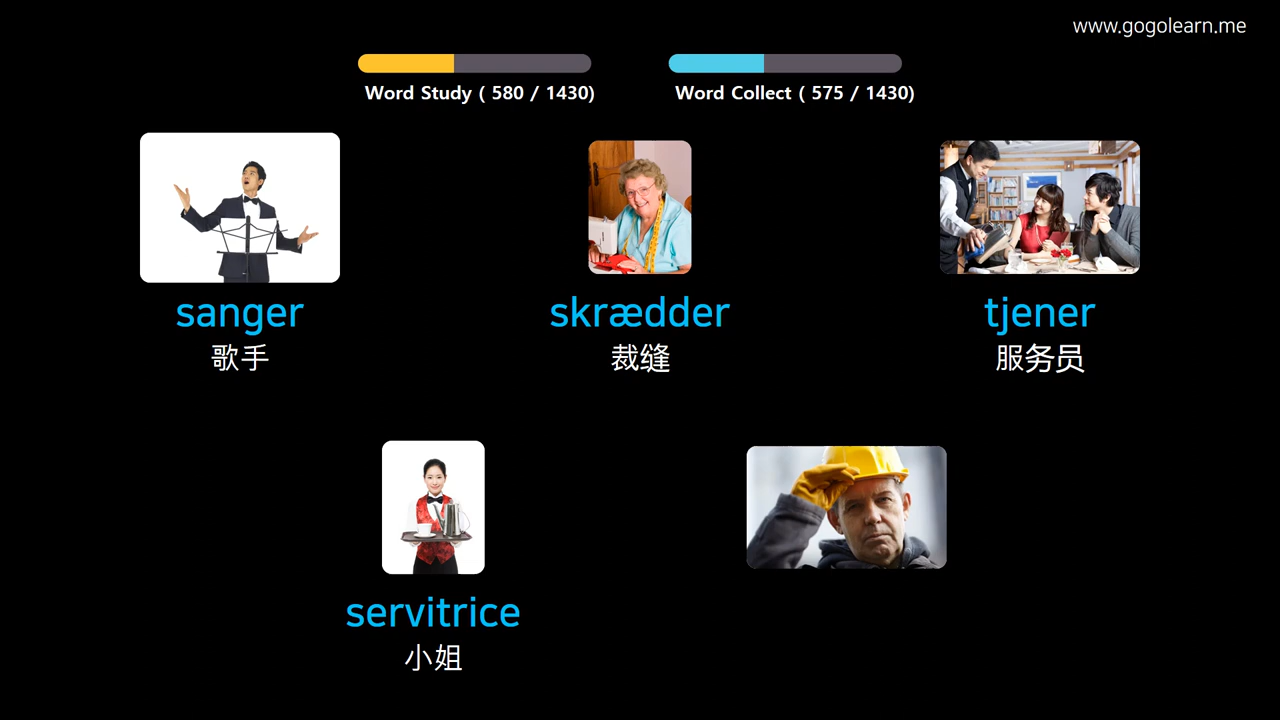 www.gogolearn.me
Word Study ( 580 / 1430)
Word Collect ( 575 / 1430)
sanger
歌手
skrædder
裁缝
tjener
服务员
servitrice
小姐